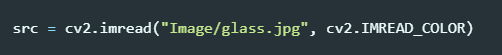 src = cv2.imread("Image/glass.jpg", cv2.IMREAD_COLOR)